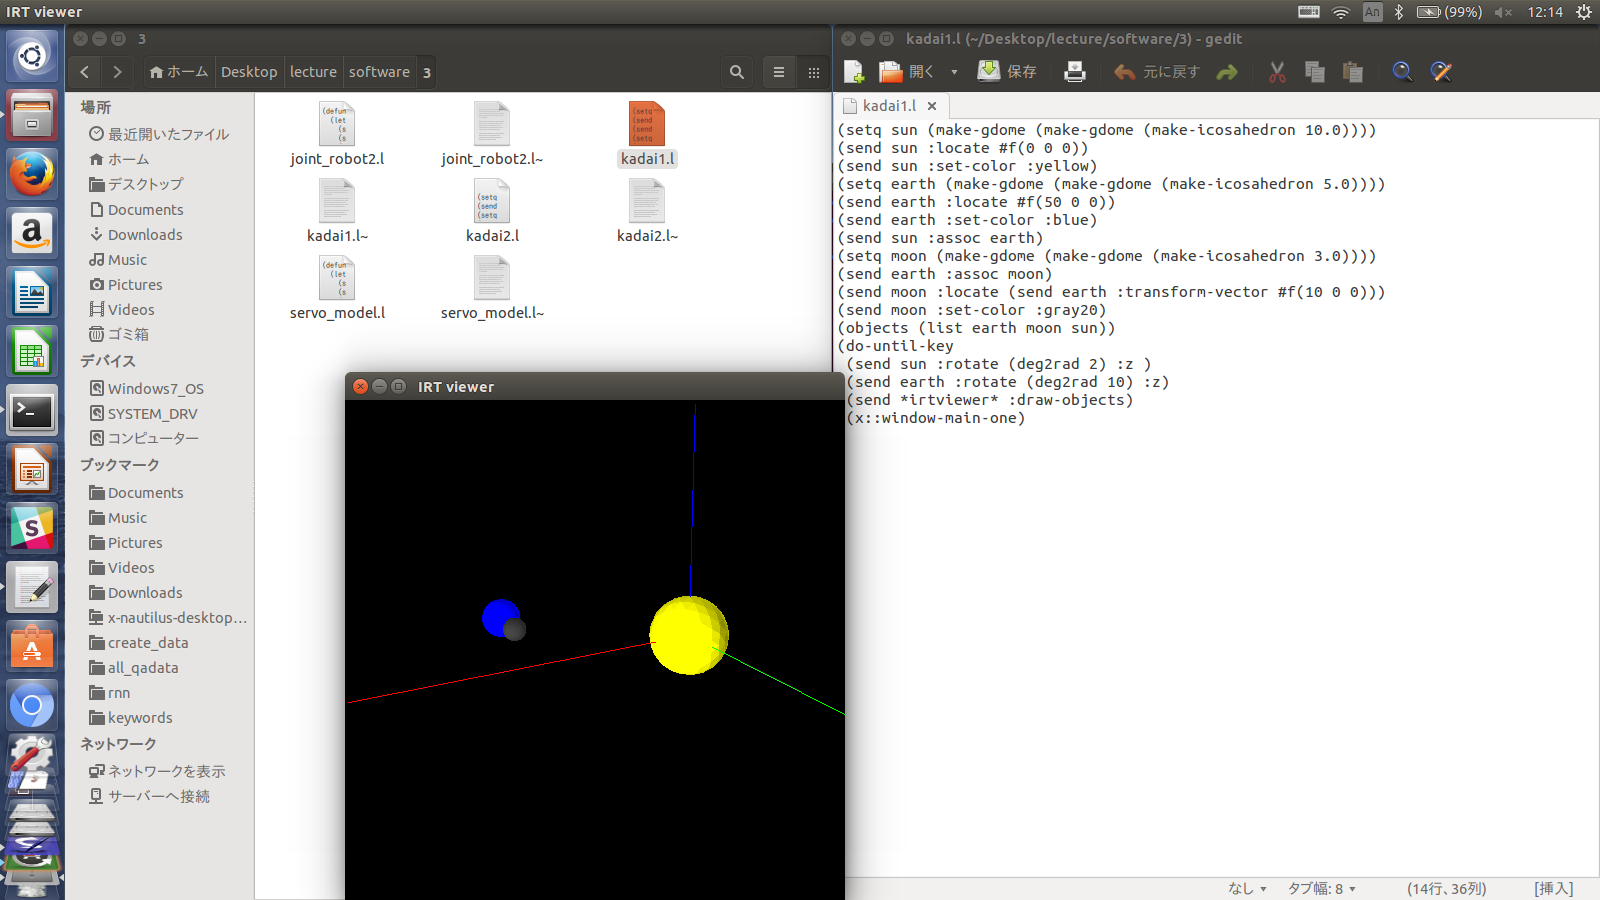 IRT viewer
An
(99%)
12:14
3
ホーム
Desktop
lecture
software
3
場所
最近開いたファイル
ホーム
デスクトップ
Documents
Downloads
Music
Pictures
Videos
ゴミ箱
デバイス
Windows7_OS
SYSTEM_DRV
コンピューター
ブックマーク
Documents
Music
Pictures
Videos
Downloads
x-nautilus-desktop...
create_data
all_qadata
rnn
keywords
ネットワーク
ネットワークを表示
サーバーへ接続
joint_robot2.l
joint_robot2.l~
kadai1.l
kadai1.l~
kadai2.l
kadai2.l~
servo_model.l
servo_model.l~
IRT viewer
kadai1.l (~/Desktop/lecture/software/3) - gedit
開く
保存
元に戻す
kadai1.l
(setq sun (make-gdome (make-gdome (make-icosahedron 10.0))))
(send sun :locate #f(0 0 0))
(send sun :set-color :yellow)
(setq earth (make-gdome (make-gdome (make-icosahedron 5.0))))
(send earth :locate #f(50 0 0))
(send earth :set-color :blue)
(send sun :assoc earth)
(setq moon (make-gdome (make-gdome (make-icosahedron 3.0))))
(send earth :assoc moon)
(send moon :locate (send earth :transform-vector #f(10 0 0)))
(send moon :set-color :gray20)
(objects (list earth moon sun))
(do-until-key
(send sun :rotate (deg2rad 2) :z )
(send earth :rotate (deg2rad 10) :z)
(send *irtviewer* :draw-objects)
(x::window-main-one)
なし
タブ幅: 8
(14行、36列)
[挿入]